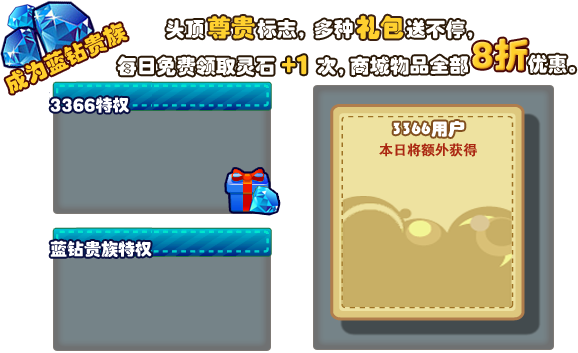 成为蓝钻贵族
头顶尊贵标志，多种礼包送不停，
每日免费领取灵石 +1 次，商城物品全部 8折优惠。
3366特权
3366用户
本日将额外获得
蓝钻贵族特权